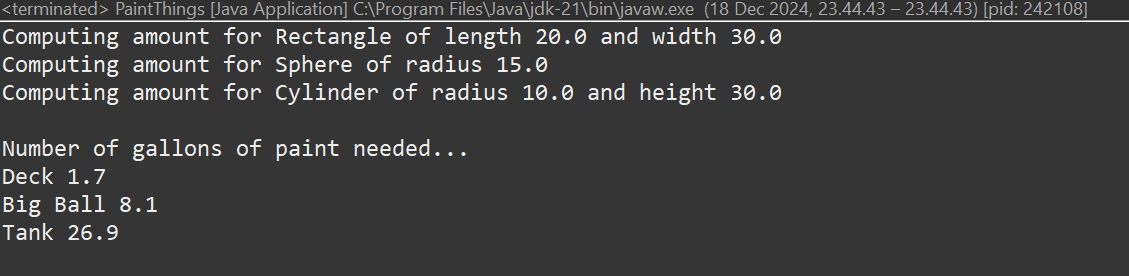 <terminated> PaintThings [Java Application] C:\Program Files\Java\jdk-21\bin\javaw.exe (18 Dec 2024, 23.44.43 – 23.44.43) [pid: 242108]
Computing amount for Rectangle of length 20.0 and width 30.0
Computing amount for Sphere of radius 15.0
Computing amount for Cylinder of radius 10.0 and height 30.0
Number of gallons of paint needed...
Deck 1.7
Big Ball 8.1
Tank 26.9